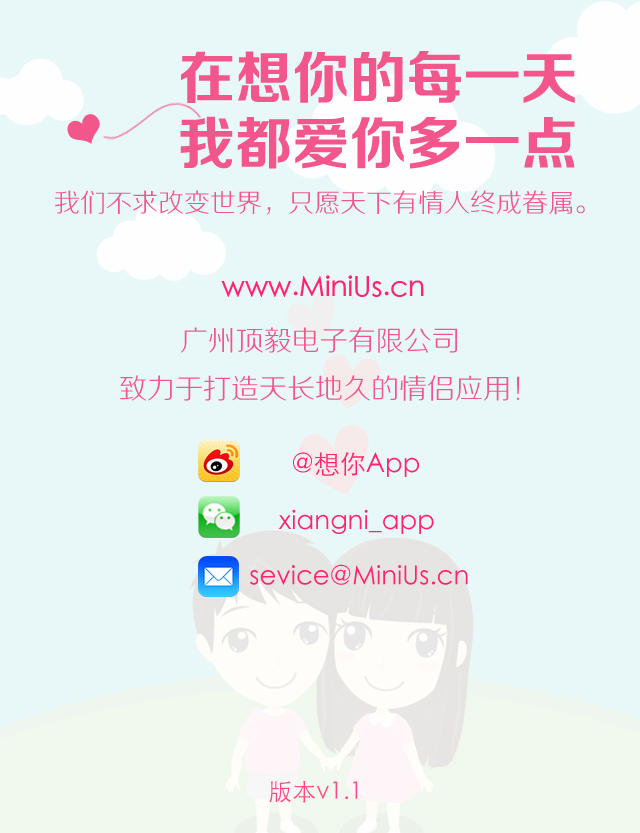 在想你的每一天
我都爱你多一点
我们不求改变世界，只愿天下有情人终成眷属。
www.MiniUs.cn
广州顶毅电子有限公司
致力于打造天长地久的情侣应用！
@想你App
xiangni_app
sevice@MiniUs.cn
版本v1.1